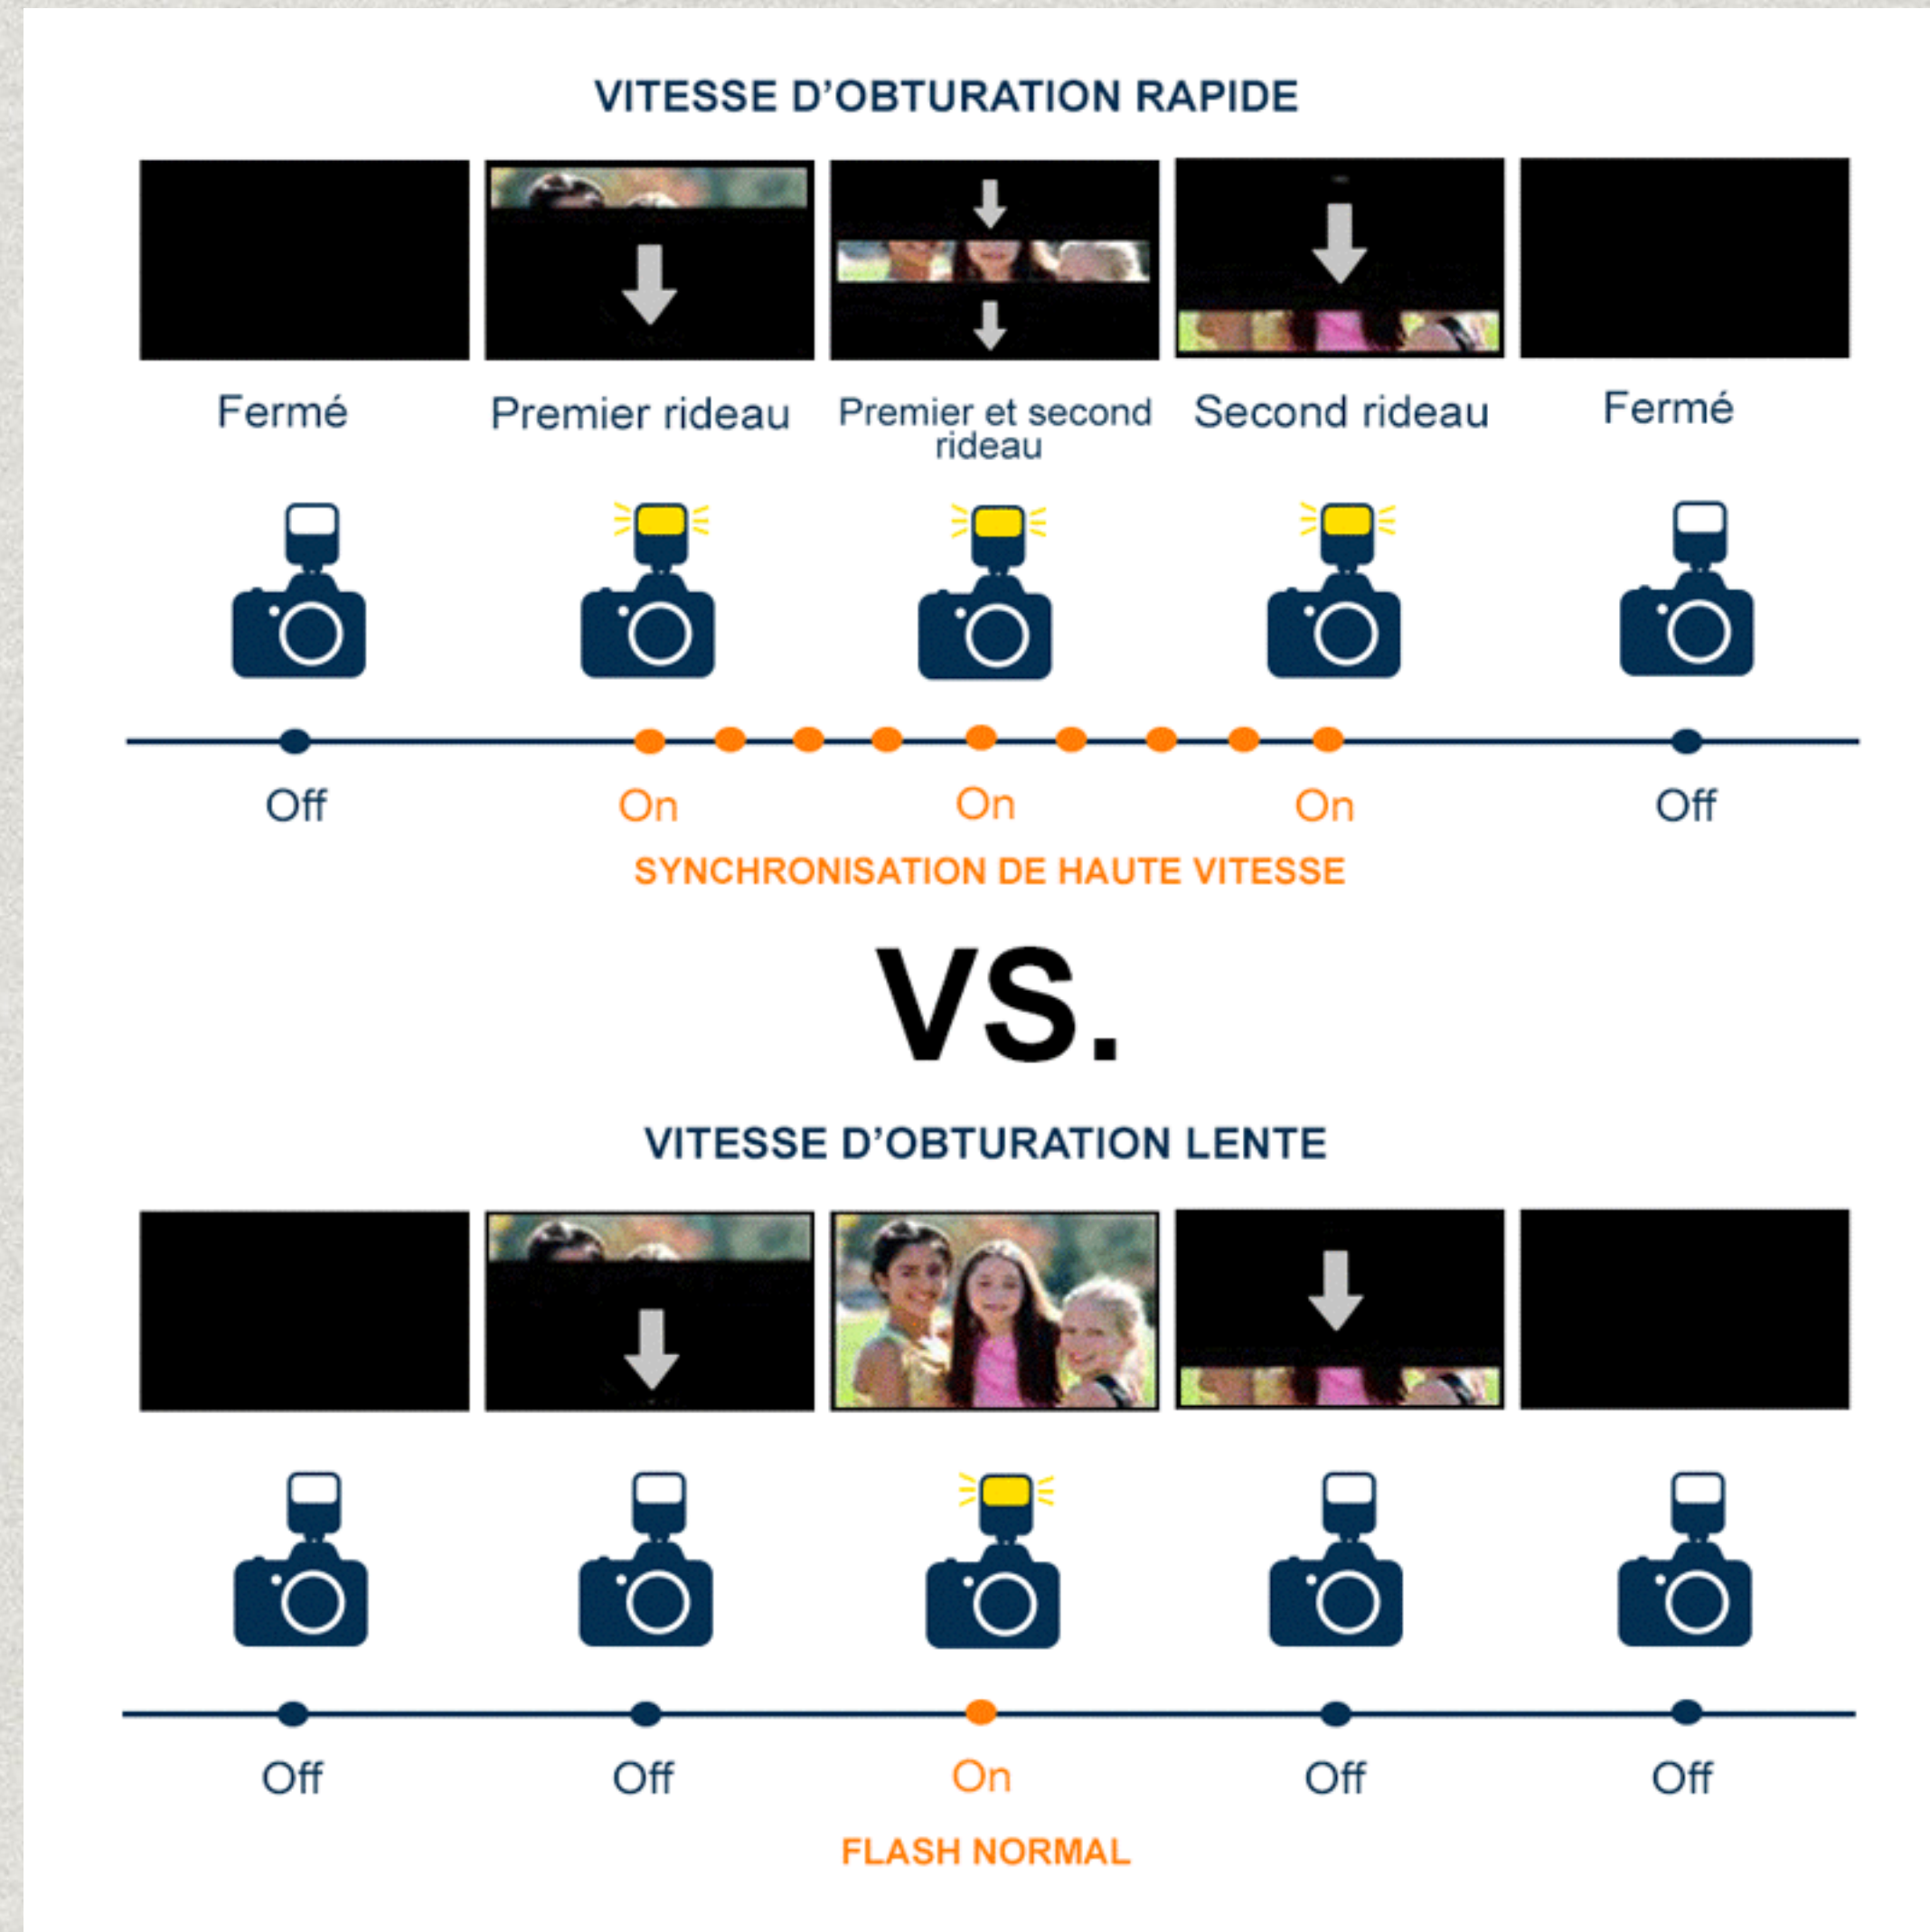 VITESSE D’OBTURATION RAPIDE
Fermé
Premier rideau
Premier et second
rideau
Second rideau
Fermé
Off
On
On
On
Off
SYNCHRONISATION DE HAUTE VITESSE
VS.
VITESSE D’OBTURATION LENTE
Off
Off
On
Off
Off
FLASH NORMAL